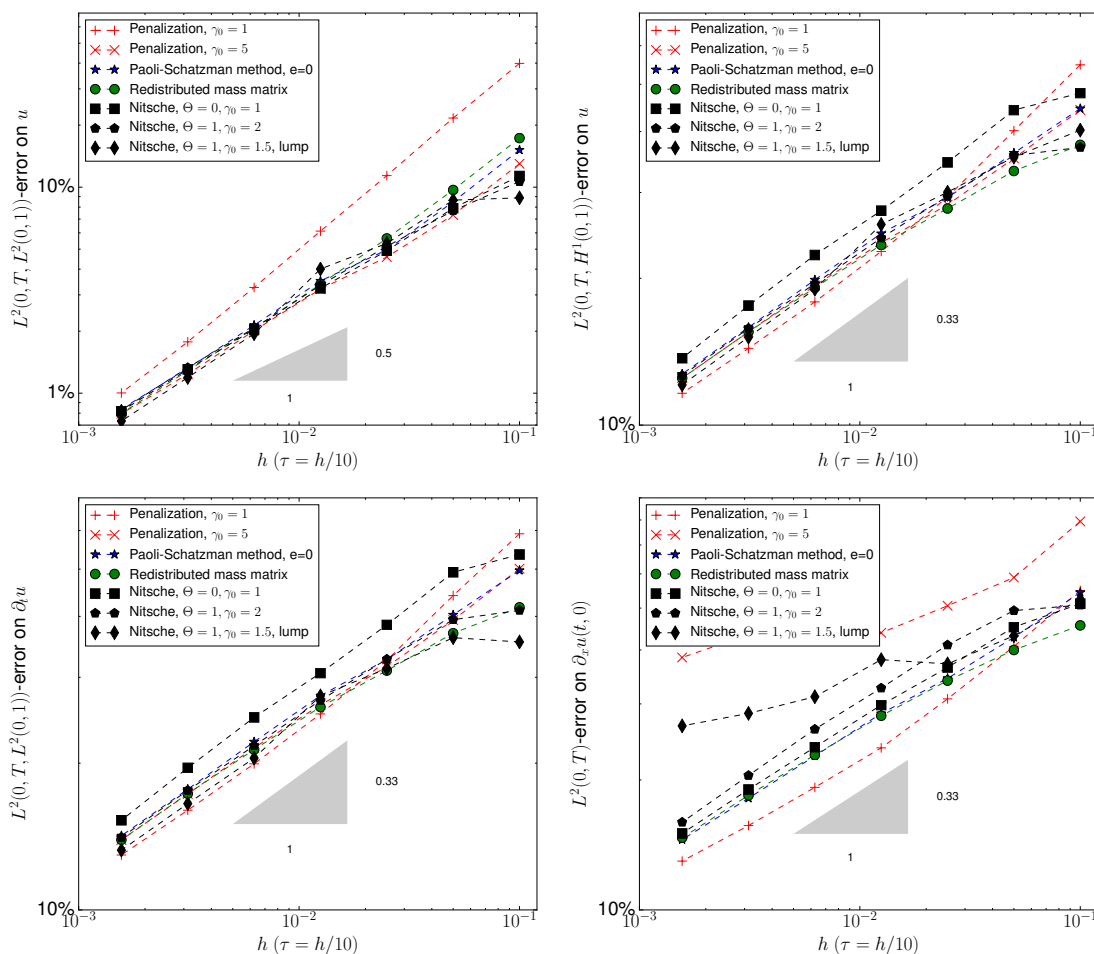 Penalization, γ₀ = 1
Penalization, γ₀ = 5
Paoli-Schatzman method, e=0
Redistributed mass matrix
Nitsche, Θ = 0, γ₀ = 1
Nitsche, Θ = 1, γ₀ = 2
Nitsche, Θ = 1, γ₀ = 1.5, lump
10%
1%
0.5
1
10⁻³
10⁻²
10⁻¹
h (τ = h/10)
L²(0, T, L²(0, 1))-error on u
Penalization, γ₀ = 1
Penalization, γ₀ = 5
Paoli-Schatzman method, e=0
Redistributed mass matrix
Nitsche, Θ = 0, γ₀ = 1
Nitsche, Θ = 1, γ₀ = 2
Nitsche, Θ = 1, γ₀ = 1.5, lump
0.33
1
10%
10⁻³
10⁻²
10⁻¹
h (τ = h/10)
L²(0, T, H¹(0, 1))-error on u
Penalization, γ₀ = 1
Penalization, γ₀ = 5
Paoli-Schatzman method, e=0
Redistributed mass matrix
Nitsche, Θ = 0, γ₀ = 1
Nitsche, Θ = 1, γ₀ = 2
Nitsche, Θ = 1, γ₀ = 1.5, lump
0.33
1
10%
10⁻³
10⁻²
10⁻¹
h (τ = h/10)
L²(0, T, L²(0, 1))-error on ∂ₜu
Penalization, γ₀ = 1
Penalization, γ₀ = 5
Paoli-Schatzman method, e=0
Redistributed mass matrix
Nitsche, Θ = 0, γ₀ = 1
Nitsche, Θ = 1, γ₀ = 2
Nitsche, Θ = 1, γ₀ = 1.5, lump
0.33
1
10%
10⁻³
10⁻²
10⁻¹
h (τ = h/10)
L²(0, T)-error on ∂ₓu(t, 0)